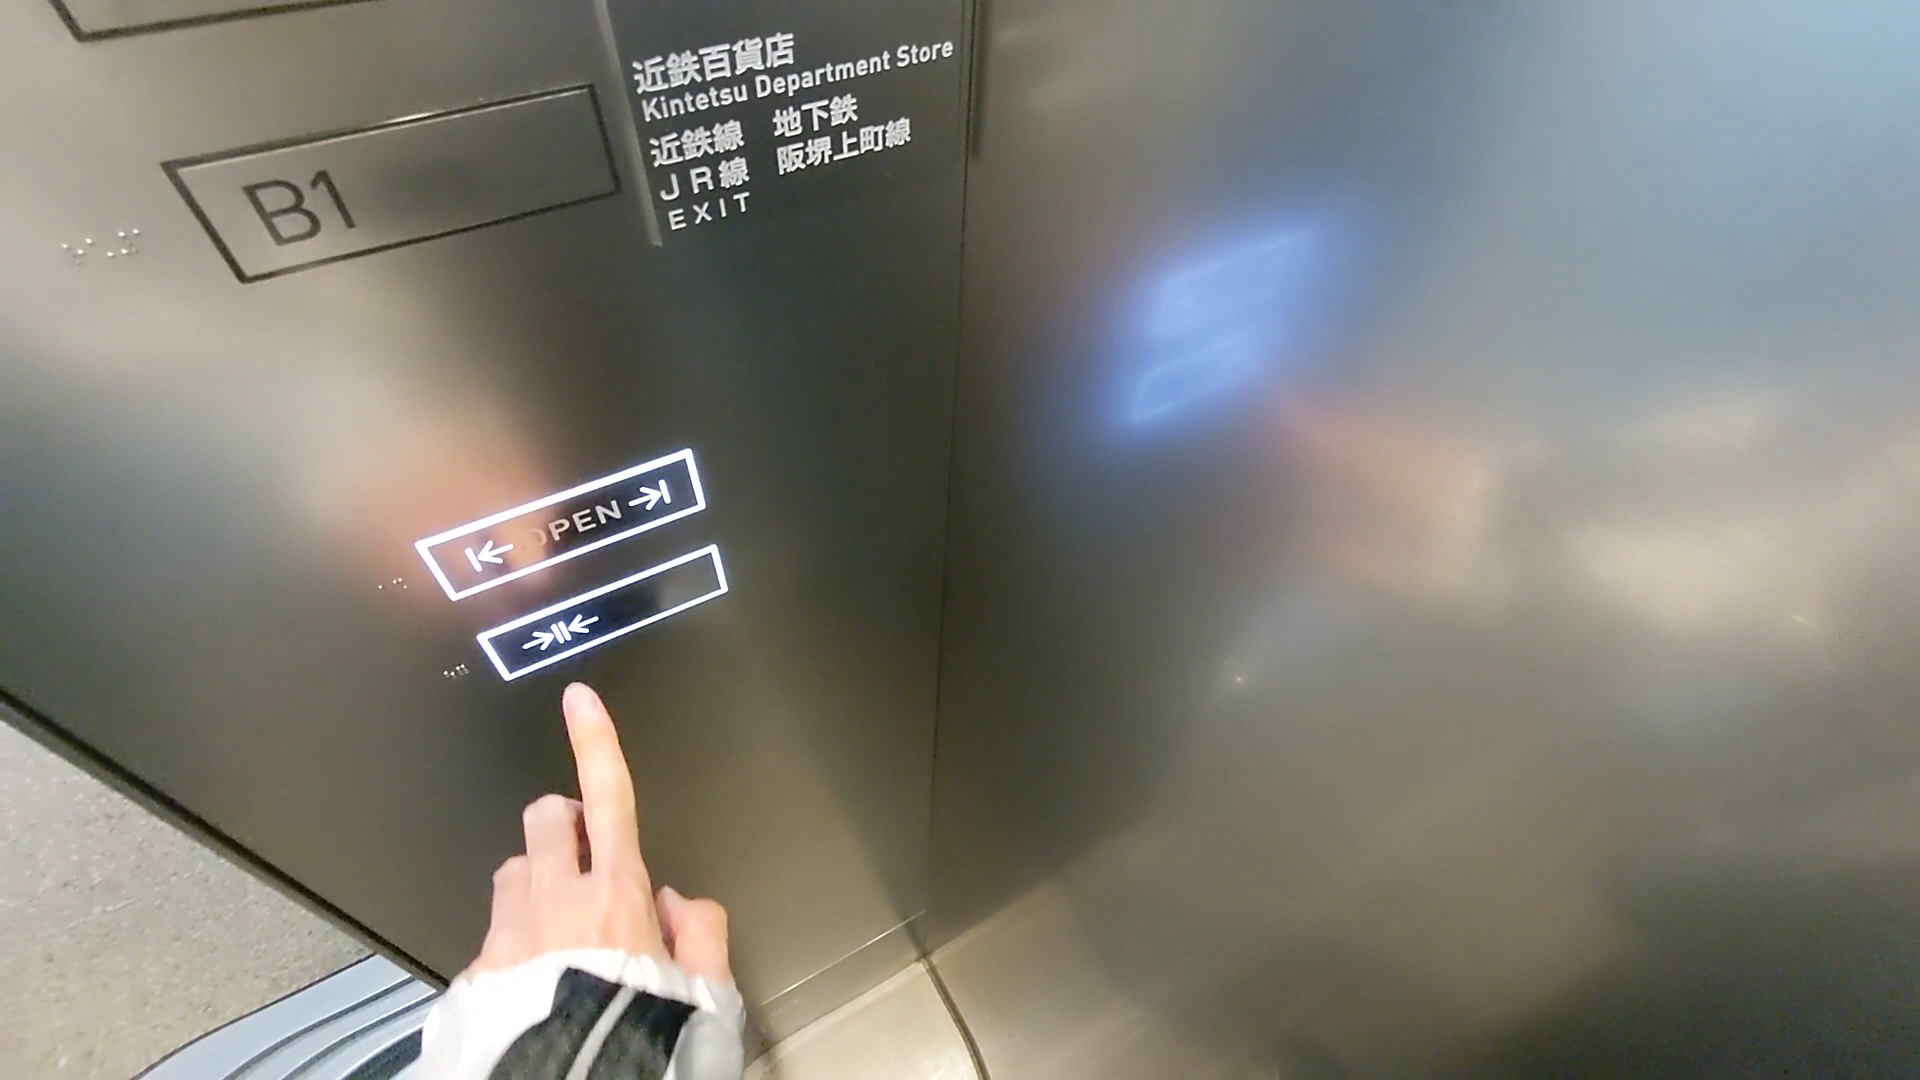 近鉄百貨店
Kintetsu Department Store
近鉄線 地下鉄
JR線 阪堺上町線
EXIT
B1
OPEN